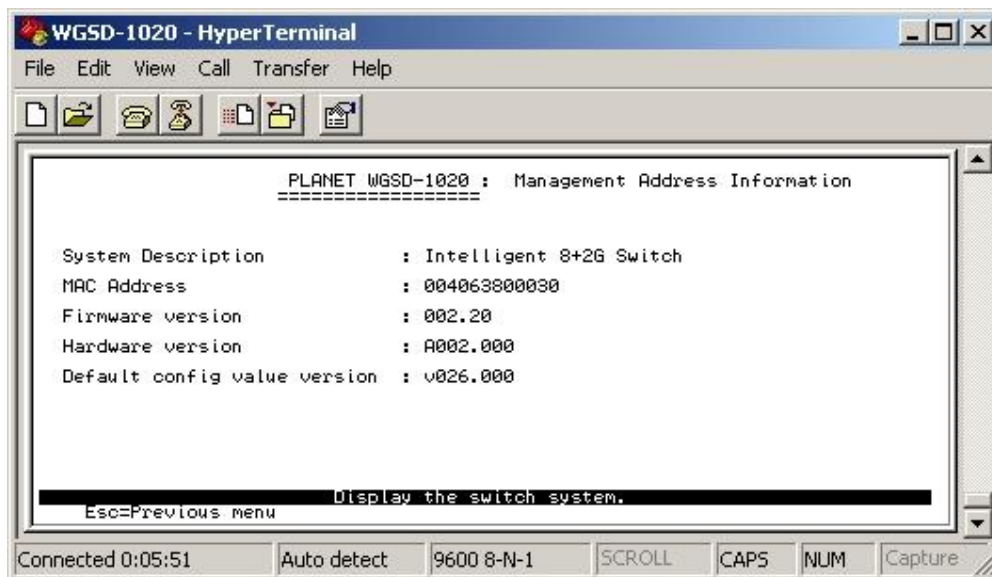 WGSD-1020 - HyperTerminal
File Edit View Call Transfer Help
PLANET WGSD-1020 : Management Address Information
==================
System Description : Intelligent 8+2G Switch
MAC Address : 004063800030
Firmware version : 002.20
Hardware version : A002.000
Default config value version : v026.000
Display the switch system.
Esc=Previous menu
Connected 0:05:51 Auto detect 9600 8-N-1 SCROLL CAPS NUM Capture